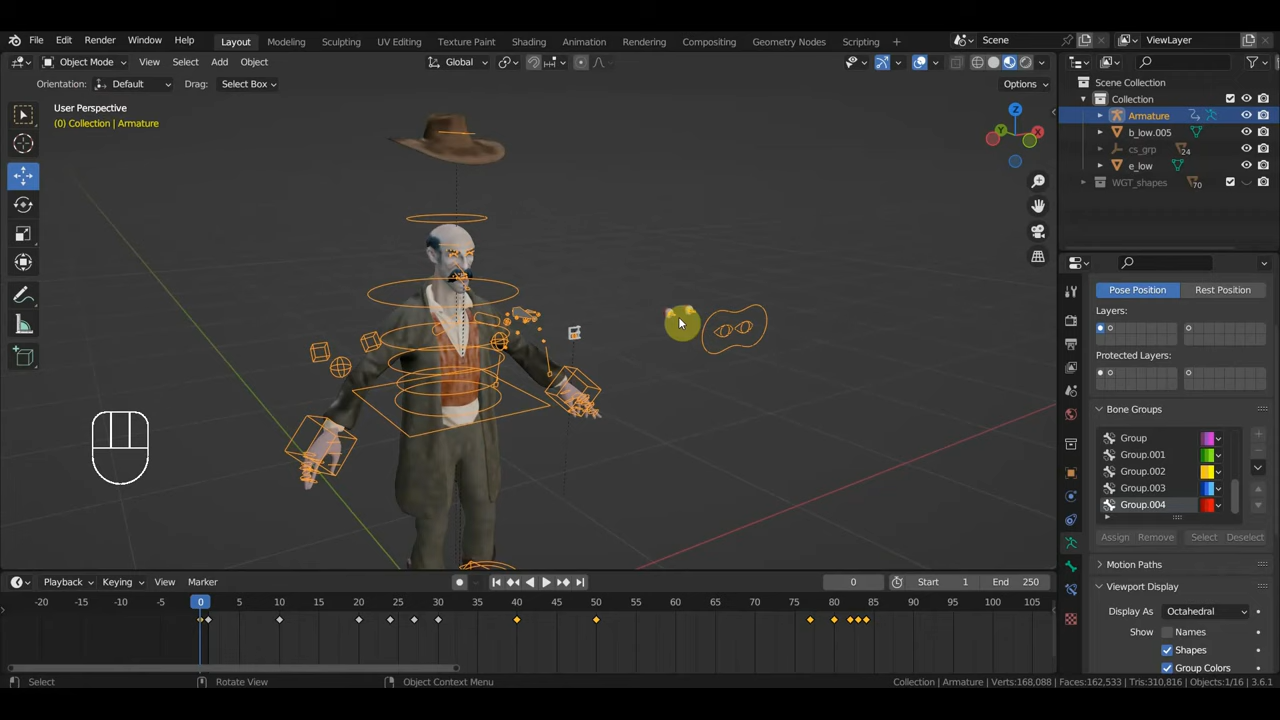 File Edit Render Window Help Layout Modeling Sculpting UV Editing Texture Paint Shading Animation Rendering Compositing Geometry Nodes Scripting + Scene ViewLayer
Object Mode View Select Add Object Global
Orientation: Default Drag: Select Box Options
User Perspective
(0) Collection | Armature
Z
Y
X
Scene Collection
Collection
Armature
b_low.005
cs_grp 24
e_low
WGT_shapes 70
Pose Position Rest Position
Layers:
Protected Layers:
Bone Groups
Group
Group.001
Group.002
Group.003
Group.004
Assign Remove Select Deselect
Motion Paths
Viewport Display
Display As Octahedral
Show Names
Shapes
Group Colors
Playback Keying View Marker 0 Start 1 End 250
-20 -15 -10 -5 0 5 10 15 20 25 30 35 40 45 50 55 60 65 70 75 80 85 90 95 100 105
Select Rotate View Object Context Menu Collection | Armature | Verts:168,088 | Faces:162,533 | Tris:310,816 | Objects:1/16 | 3.6.1